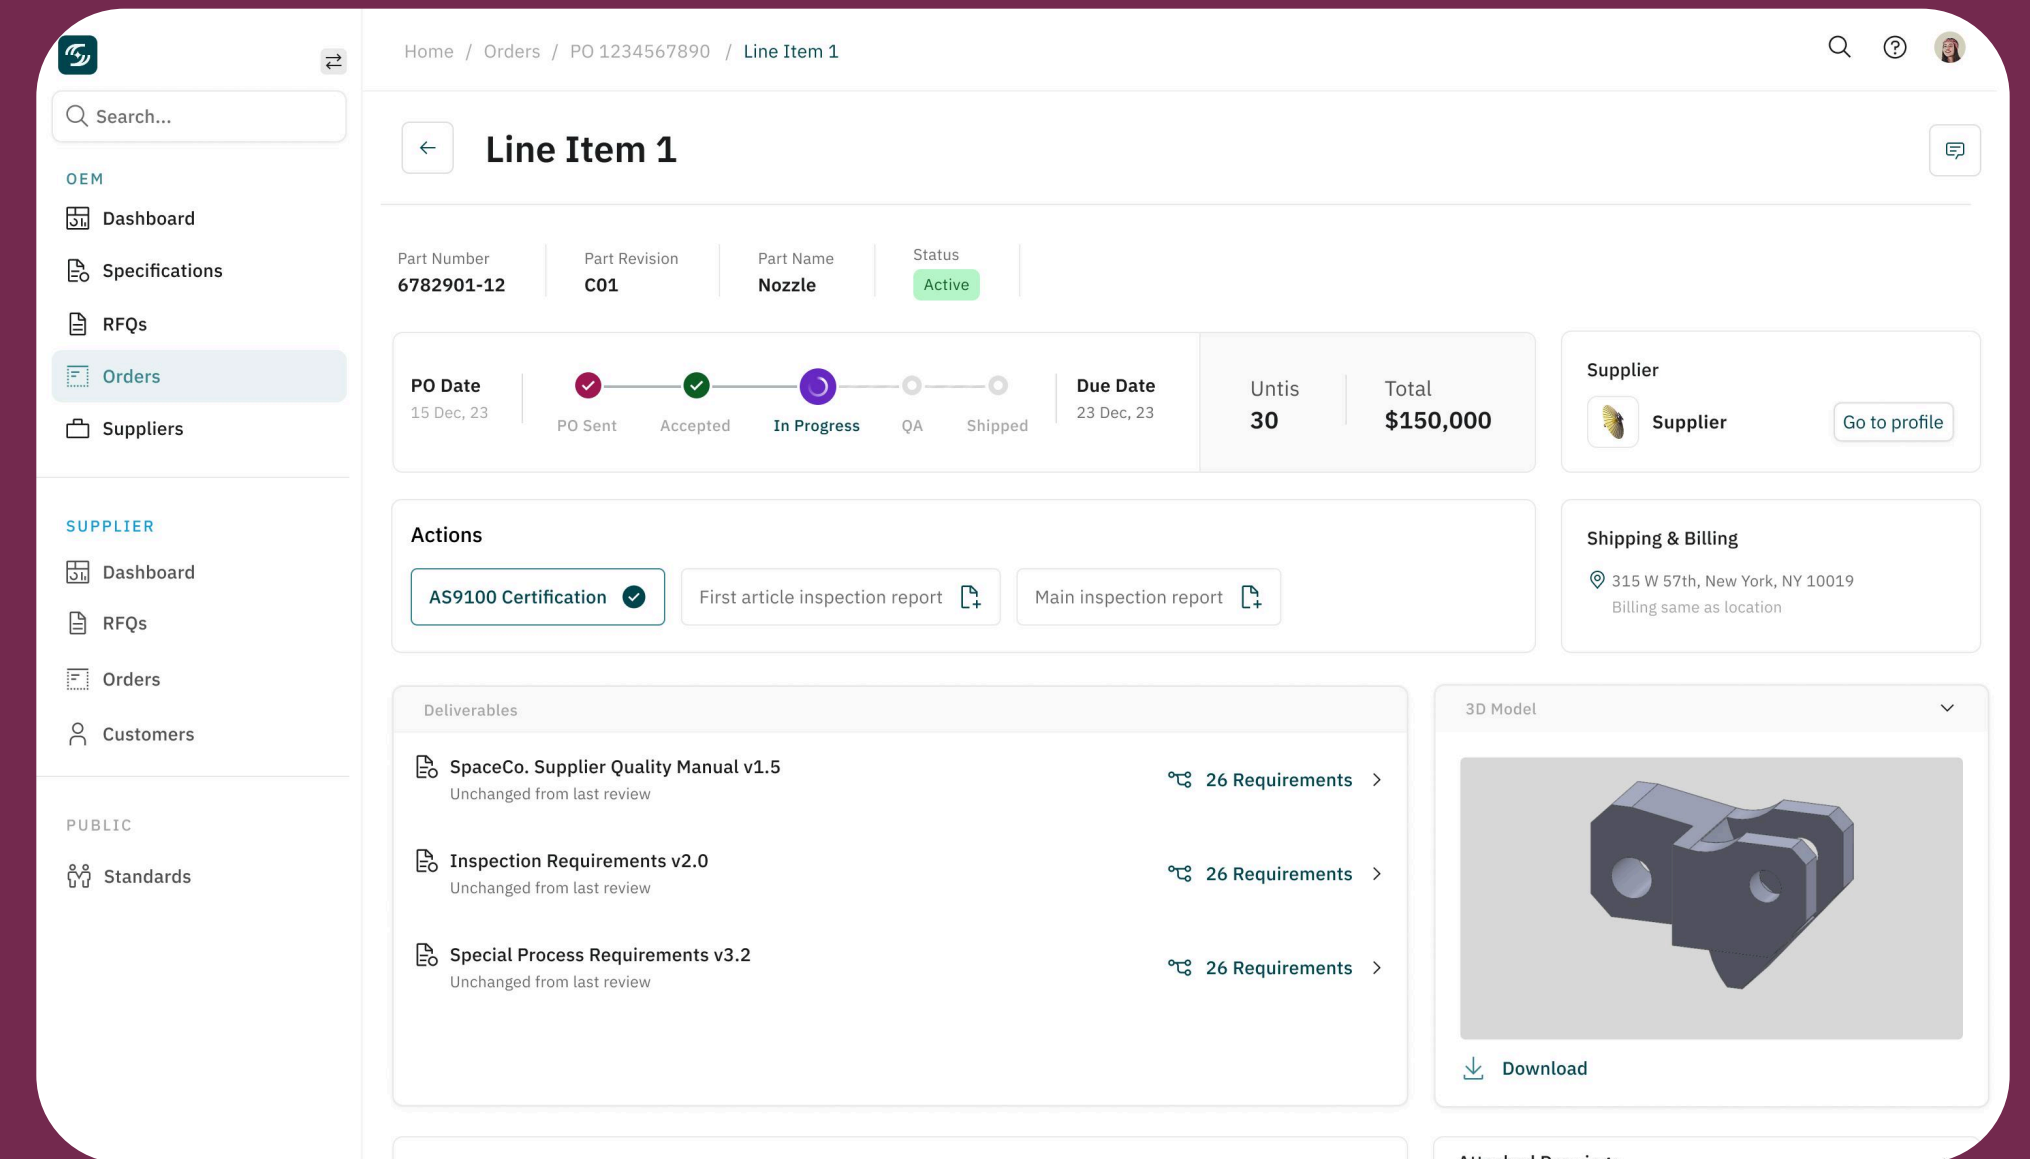 Home / Orders / PO 1234567890 / Line Item 1
Search...
OEM
Dashboard
Specifications
RFQs
Orders
Suppliers
SUPPLIER
Dashboard
RFQs
Orders
Customers
PUBLIC
Standards
Line Item 1
Part Number
6782901-12
Part Revision
C01
Part Name
Nozzle
Status
Active
PO Date
15 Dec, 23
PO Sent
Accepted
In Progress
QA
Shipped
Due Date
23 Dec, 23
Untis
30
Total
$150,000
Supplier
Supplier
Go to profile
Actions
AS9100 Certification
First article inspection report
Main inspection report
Shipping & Billing
315 W 57th, New York, NY 10019
Billing same as location
Deliverables
SpaceCo. Supplier Quality Manual v1.5
Unchanged from last review
26 Requirements
Inspection Requirements v2.0
Unchanged from last review
26 Requirements
Special Process Requirements v3.2
Unchanged from last review
26 Requirements
3D Model
Download